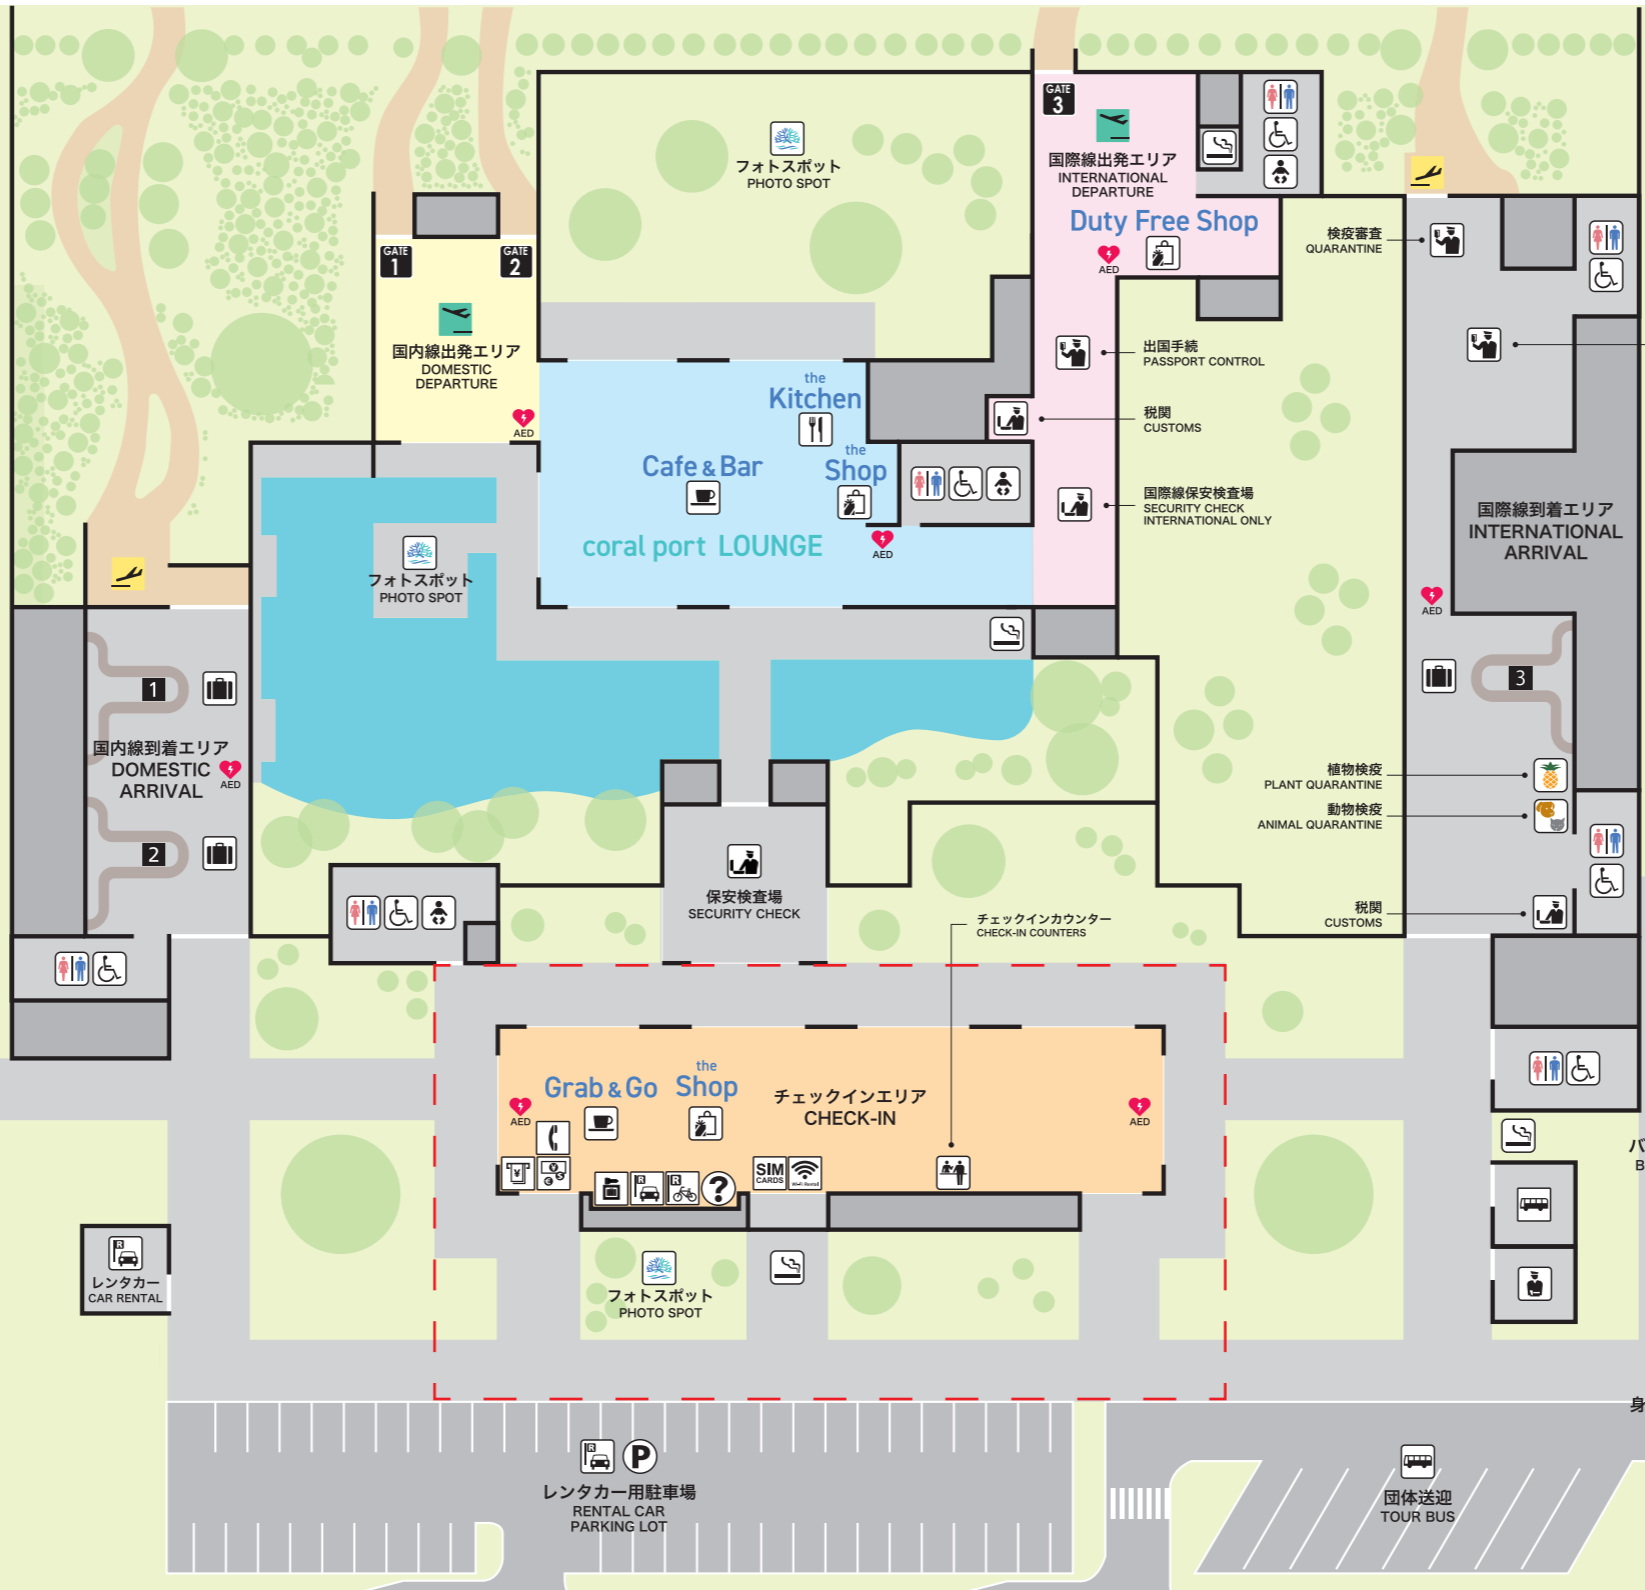 フォトスポット
PHOTO SPOT
GATE
3
国際線出発エリア
INTERNATIONAL
DEPARTURE
Duty Free Shop
AED
検疫審査
QUARANTINE
GATE
1
GATE
2
国内線出発エリア
DOMESTIC
DEPARTURE
AED
出国手続
PASSPORT CONTROL
the
Kitchen
税関
CUSTOMS
Cafe & Bar
the
Shop
国際線保安検査場
SECURITY CHECK
INTERNATIONAL ONLY
国際線到着エリア
INTERNATIONAL
ARRIVAL
coral port LOUNGE
AED
フォトスポット
PHOTO SPOT
AED
1
3
国内線到着エリア
DOMESTIC
ARRIVAL
AED
植物検疫
PLANT QUARANTINE
動物検疫
ANIMAL QUARANTINE
2
保安検査場
SECURITY CHECK
税関
CUSTOMS
チェックインカウンター
CHECK-IN COUNTERS
Grab & Go
the
Shop
チェックインエリア
CHECK-IN
AED
AED
SIM
CARDS
Wi-Fi Rental
¥
¥
$
€
R
R
?
バ
B
R
レンタカー
CAR RENTAL
フォトスポット
PHOTO SPOT
身
R
P
レンタカー用駐車場
RENTAL CAR
PARKING LOT
団体送迎
TOUR BUS